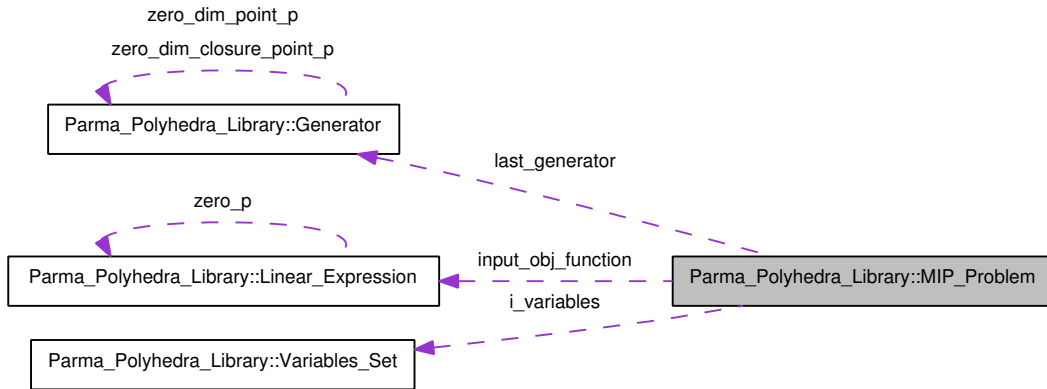 zero_dim_point_p
zero_dim_closure_point_p
Parma_Polyhedra_Library::Generator
last_generator
zero_p
Parma_Polyhedra_Library::Linear_Expression
input_obj_function
Parma_Polyhedra_Library::MIP_Problem
i_variables
Parma_Polyhedra_Library::Variables_Set